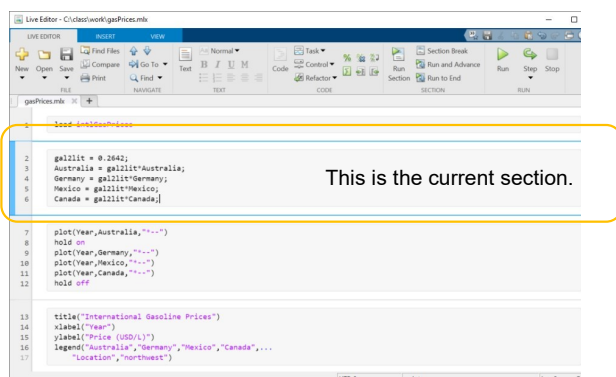 Live Editor - C:\class\work\gasPrices.mlx
LIVE EDITOR INSERT VIEW
New Open Save
Find Files
Compare
Print
Go To
Find
Text
Normal
B I U M
Code
Task
Control
Refactor
Run Section
Section Break
Run and Advance
Run to End
Run Step Stop
FILE NAVIGATE TEXT CODE SECTION RUN
gasPrices.mlx
1 load intlGasPrices
2 gal2lit = 0.2642;
3 Australia = gal2lit*Australia;
4 Germany = gal2lit*Germany;
5 Mexico = gal2lit*Mexico;
6 Canada = gal2lit*Canada;
This is the current section.
7 plot(Year,Australia,"*--")
8 hold on
9 plot(Year,Germany,"*--")
10 plot(Year,Mexico,"*--")
11 plot(Year,Canada,"*--")
12 hold off
13 title("International Gasoline Prices")
14 xlabel("Year")
15 ylabel("Price (USD/L)")
16 legend("Australia","Germany","Mexico","Canada",...
17 "Location","northwest")